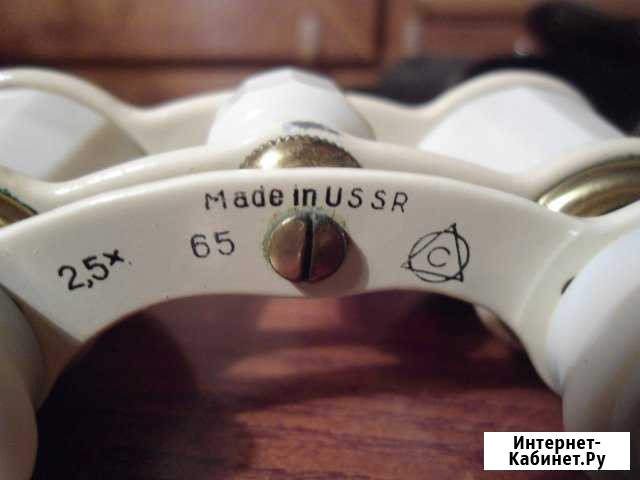 Made in USSR
2,5x 65
C
Интернет-
Кабинет.Ру